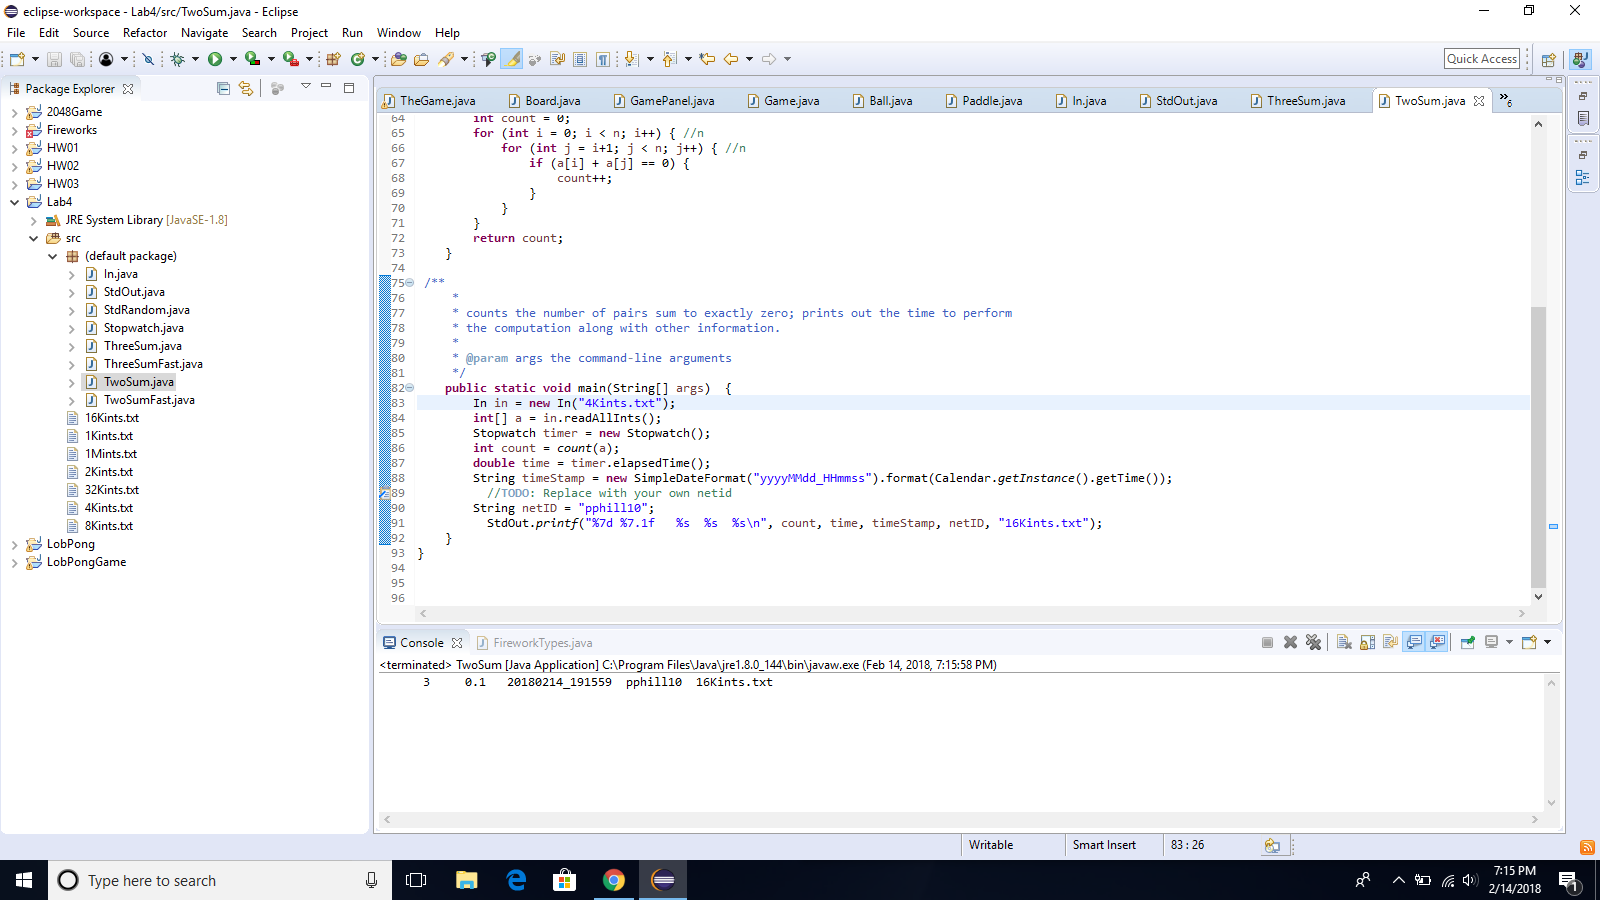 eclipse-workspace - Lab4/src/TwoSum.java - Eclipse
File Edit Source Refactor Navigate Search Project Run Window Help
Quick Access
Package Explorer
2048Game
Fireworks
HW01
HW02
HW03
Lab4
JRE System Library [JavaSE-1.8]
src
(default package)
In.java
StdOut.java
StdRandom.java
Stopwatch.java
ThreeSum.java
ThreeSumFast.java
TwoSum.java
TwoSumFast.java
16Kints.txt
1Kints.txt
1Mints.txt
2Kints.txt
32Kints.txt
4Kints.txt
8Kints.txt
LobPong
LobPongGame
TheGame.java Board.java GamePanel.java Game.java Ball.java Paddle.java In.java StdOut.java ThreeSum.java TwoSum.java »6
64 int count = 0;
65 for (int i = 0; i < n; i++) { //n
66 for (int j = i+1; j < n; j++) { //n
67 if (a[i] + a[j] == 0) {
68 count++;
69 }
70 }
71 }
72 return count;
73 }
74
75 /**
76 *
77 * counts the number of pairs sum to exactly zero; prints out the time to perform
78 * the computation along with other information.
79 *
80 * @param args the command-line arguments
81 */
82 public static void main(String[] args) {
83 In in = new In("4Kints.txt");
84 int[] a = in.readAllInts();
85 Stopwatch timer = new Stopwatch();
86 int count = count(a);
87 double time = timer.elapsedTime();
88 String timeStamp = new SimpleDateFormat("yyyyMMdd_HHmmss").format(Calendar.getInstance().getTime());
89 //TODO: Replace with your own netid
90 String netID = "pphill10";
91 StdOut.printf("%7d %7.1f %s %s %s\n", count, time, timeStamp, netID, "16Kints.txt");
92 }
93 }
94
95
96
Console FireworkTypes.java
<terminated> TwoSum [Java Application] C:\Program Files\Java\jre1.8.0_144\bin\javaw.exe (Feb 14, 2018, 7:15:58 PM)
3 0.1 20180214_191559 pphill10 16Kints.txt
Writable Smart Insert 83 : 26
Type here to search
7:15 PM
2/14/2018
1